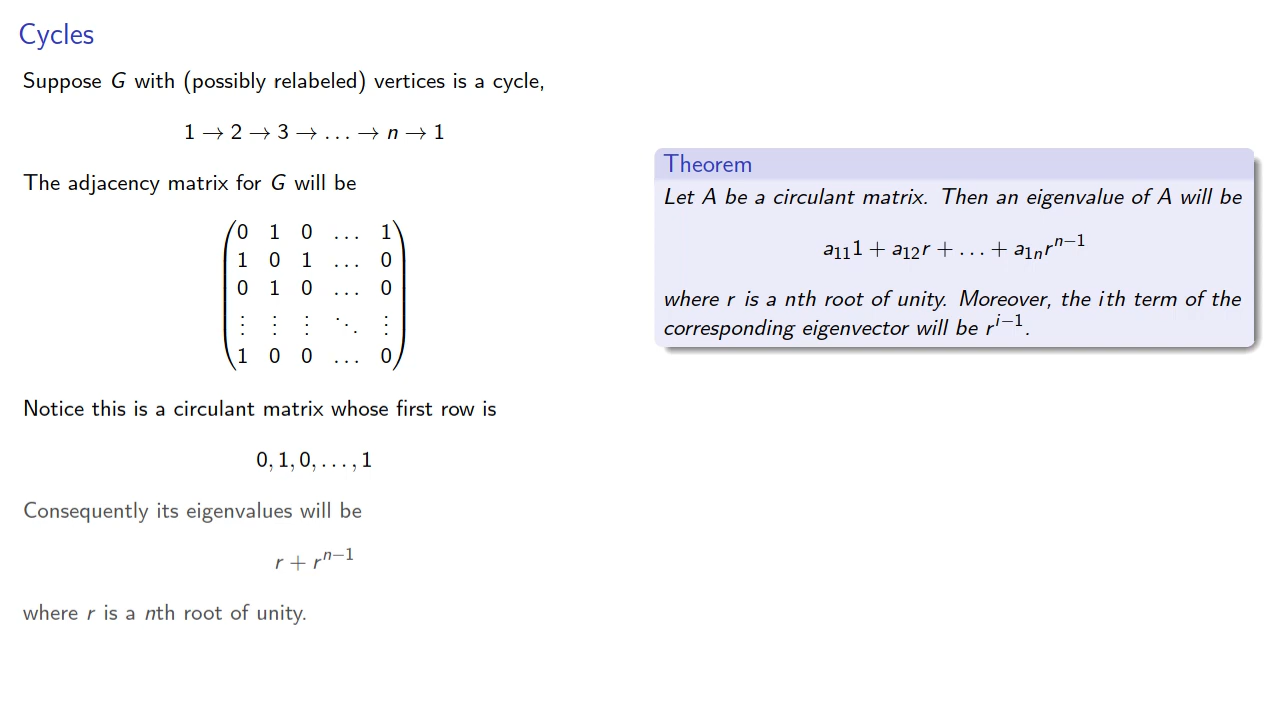 Cycles
Suppose G with (possibly relabeled) vertices is a cycle,
1 → 2 → 3 → . . . → n → 1
The adjacency matrix for G will be
0 1 0 . . . 1
1 0 1 . . . 0
0 1 0 . . . 0
⋮ ⋮ ⋮ ⋱ ⋮
1 0 0 . . . 0
Notice this is a circulant matrix whose first row is
0, 1, 0, . . . , 1
Consequently its eigenvalues will be
r + r^{n−1}
where r is a nth root of unity.
Theorem
Let A be a circulant matrix. Then an eigenvalue of A will be
a_{11}1 + a_{12}r + . . . + a_{1n}r^{n−1}
where r is a nth root of unity. Moreover, the ith term of the
corresponding eigenvector will be r^{i−1}.